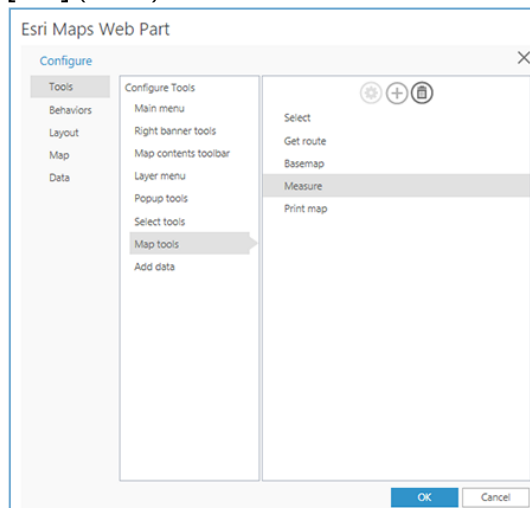 Esri Maps Web Part
Configure
Tools
Behaviors
Layout
Map
Data
Configure Tools
Main menu
Right banner tools
Map contents toolbar
Layer menu
Popup tools
Select tools
Map tools
Add data
Select
Get route
Basemap
Measure
Print map
OK
Cancel